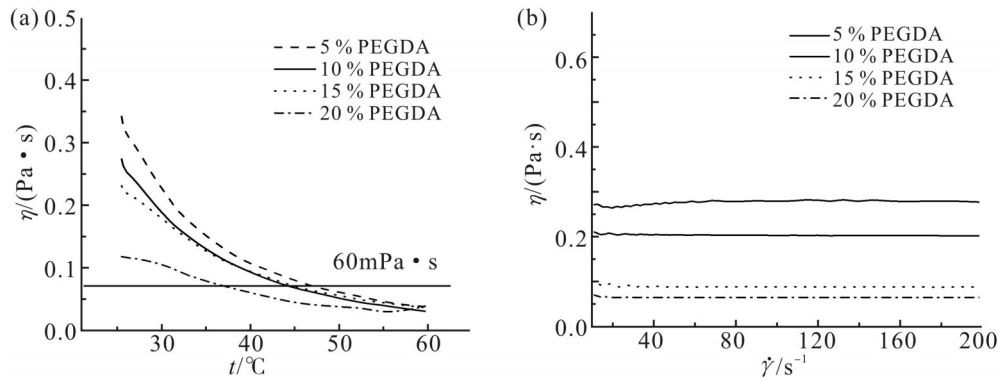 (a)
0.5
0.4
0.3
0.2
0.1
0.0
η/(Pa·s)
5 % PEGDA
10 % PEGDA
15 % PEGDA
20 % PEGDA
60mPa·s
30 40 50 60
t/℃
(b)
0.6
0.4
0.2
0.0
η/(Pa·s)
5 % PEGDA
10 % PEGDA
15 % PEGDA
20 % PEGDA
40 80 120 160 200
γ̇/s⁻¹